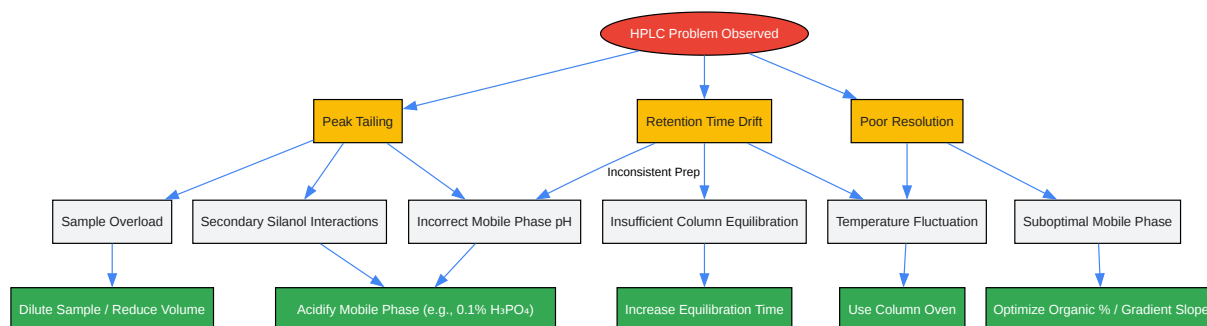 HPLC Problem Observed
Peak Tailing
Retention Time Drift
Poor Resolution
Inconsistent Prep
Sample Overload
Secondary Silanol Interactions
Incorrect Mobile Phase pH
Insufficient Column Equilibration
Temperature Fluctuation
Suboptimal Mobile Phase
Dilute Sample / Reduce Volume
Acidify Mobile Phase (e.g., 0.1% H₃PO₄)
Increase Equilibration Time
Use Column Oven
Optimize Organic % / Gradient Slope